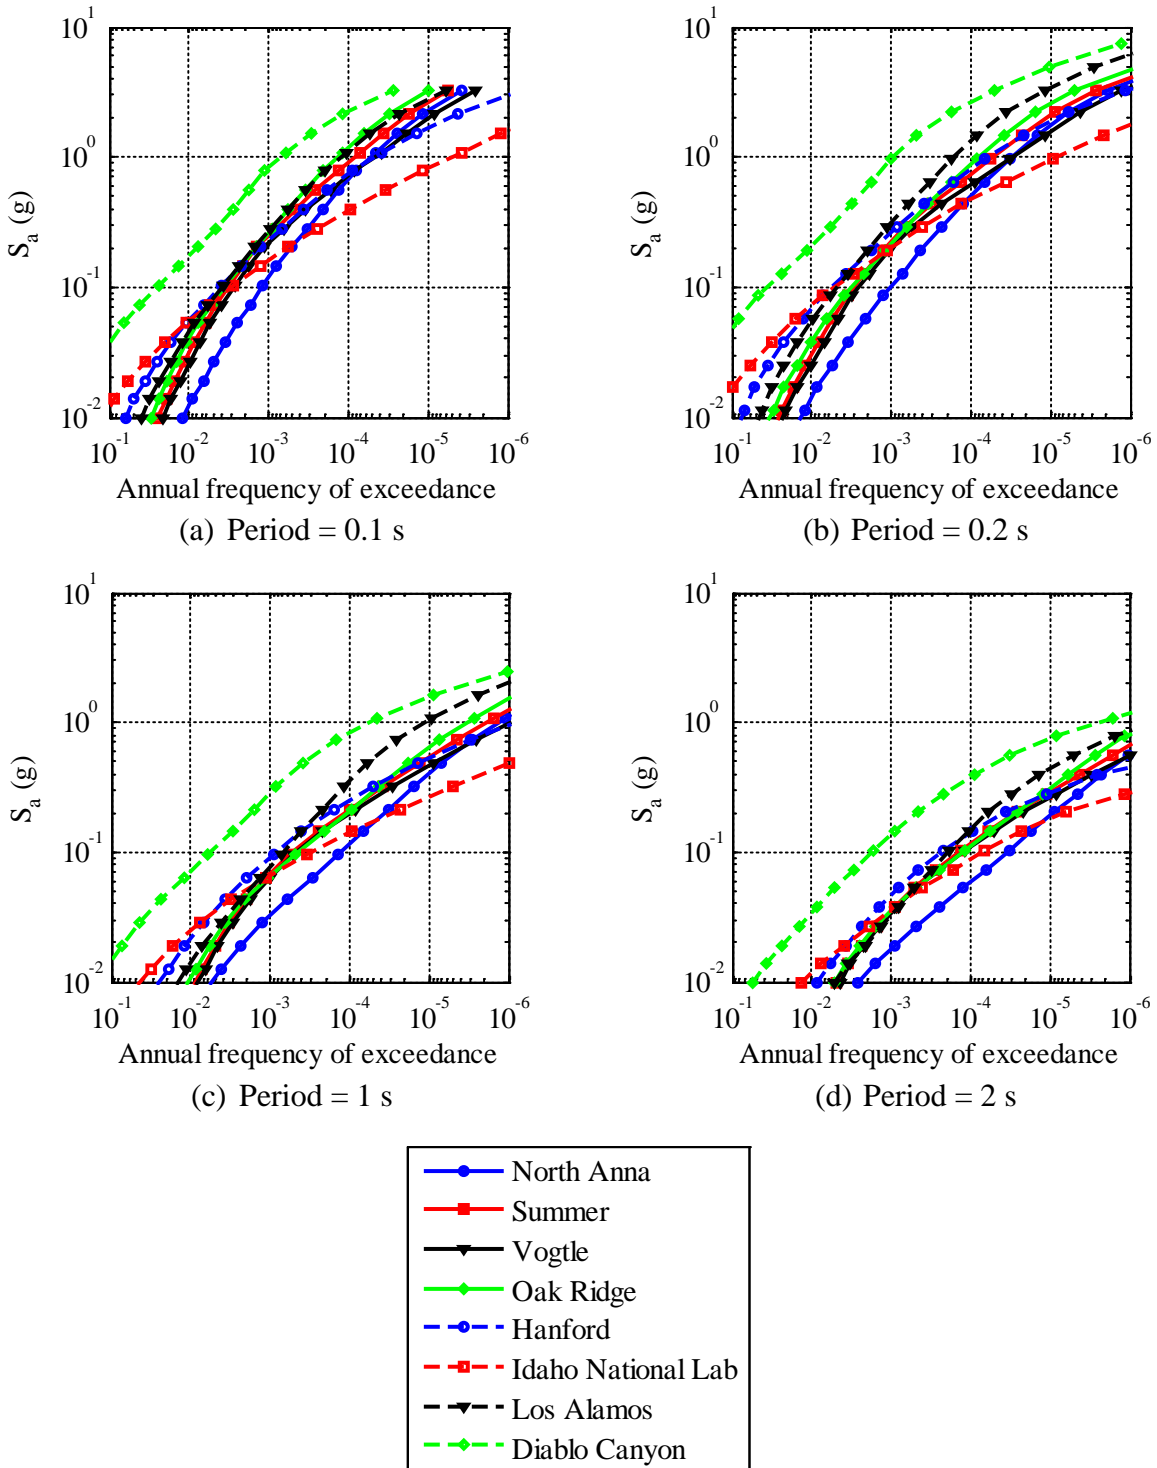 10^1
10^0
10^-1
10^-2
S_a (g)
10^-1 10^-2 10^-3 10^-4 10^-5 10^-6
Annual frequency of exceedance
(a) Period = 0.1 s
10^1
10^0
10^-1
10^-2
S_a (g)
10^-1 10^-2 10^-3 10^-4 10^-5 10^-6
Annual frequency of exceedance
(b) Period = 0.2 s
10^1
10^0
10^-1
10^-2
S_a (g)
10^-1 10^-2 10^-3 10^-4 10^-5 10^-6
Annual frequency of exceedance
(c) Period = 1 s
10^1
10^0
10^-1
10^-2
S_a (g)
10^-1 10^-2 10^-3 10^-4 10^-5 10^-6
Annual frequency of exceedance
(d) Period = 2 s
North Anna
Summer
Vogtle
Oak Ridge
Hanford
Idaho National Lab
Los Alamos
Diablo Canyon